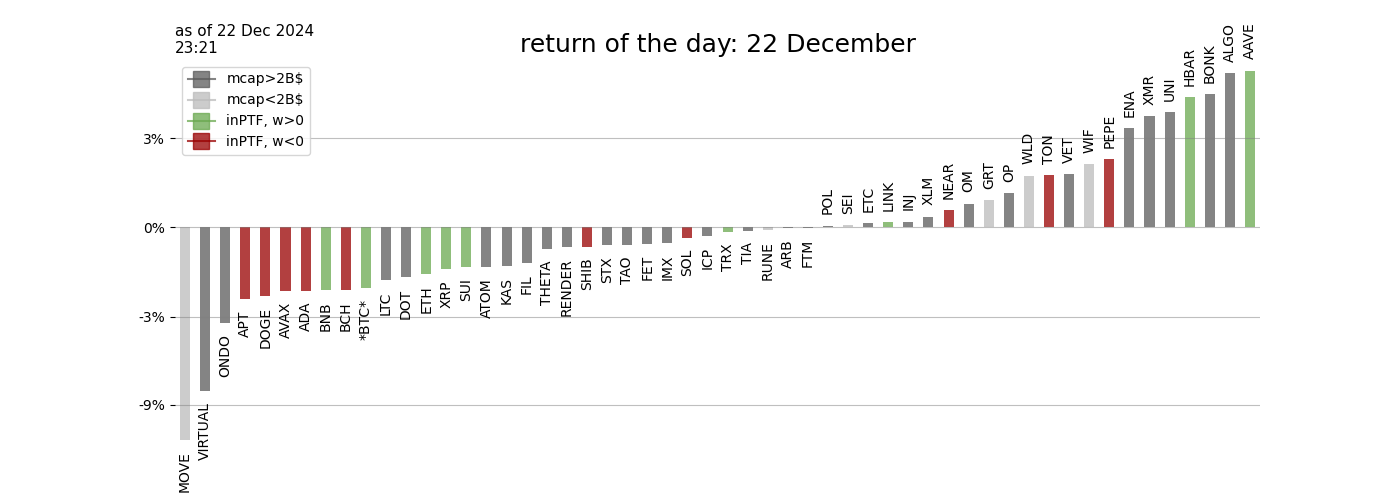 as of 22 Dec 2024
23:21
return of the day: 22 December
mcap>2B$
mcap<2B$
inPTF, w>0
inPTF, w<0
3%
0%
-3%
-9%
MOVE
VIRTUAL
ONDO
APT
DOGE
AVAX
ADA
BNB
BCH
*BTC*
LTC
DOT
ETH
XRP
SUI
ATOM
KAS
FIL
THETA
RENDER
SHIB
STX
TAO
FET
IMX
SOL
ICP
TRX
TIA
RUNE
ARB
FTM
POL
SEI
ETC
LINK
INJ
XLM
NEAR
OM
GRT
OP
WLD
TON
VET
WIF
PEPE
ENA
XMR
UNI
HBAR
BONK
ALGO
AAVE